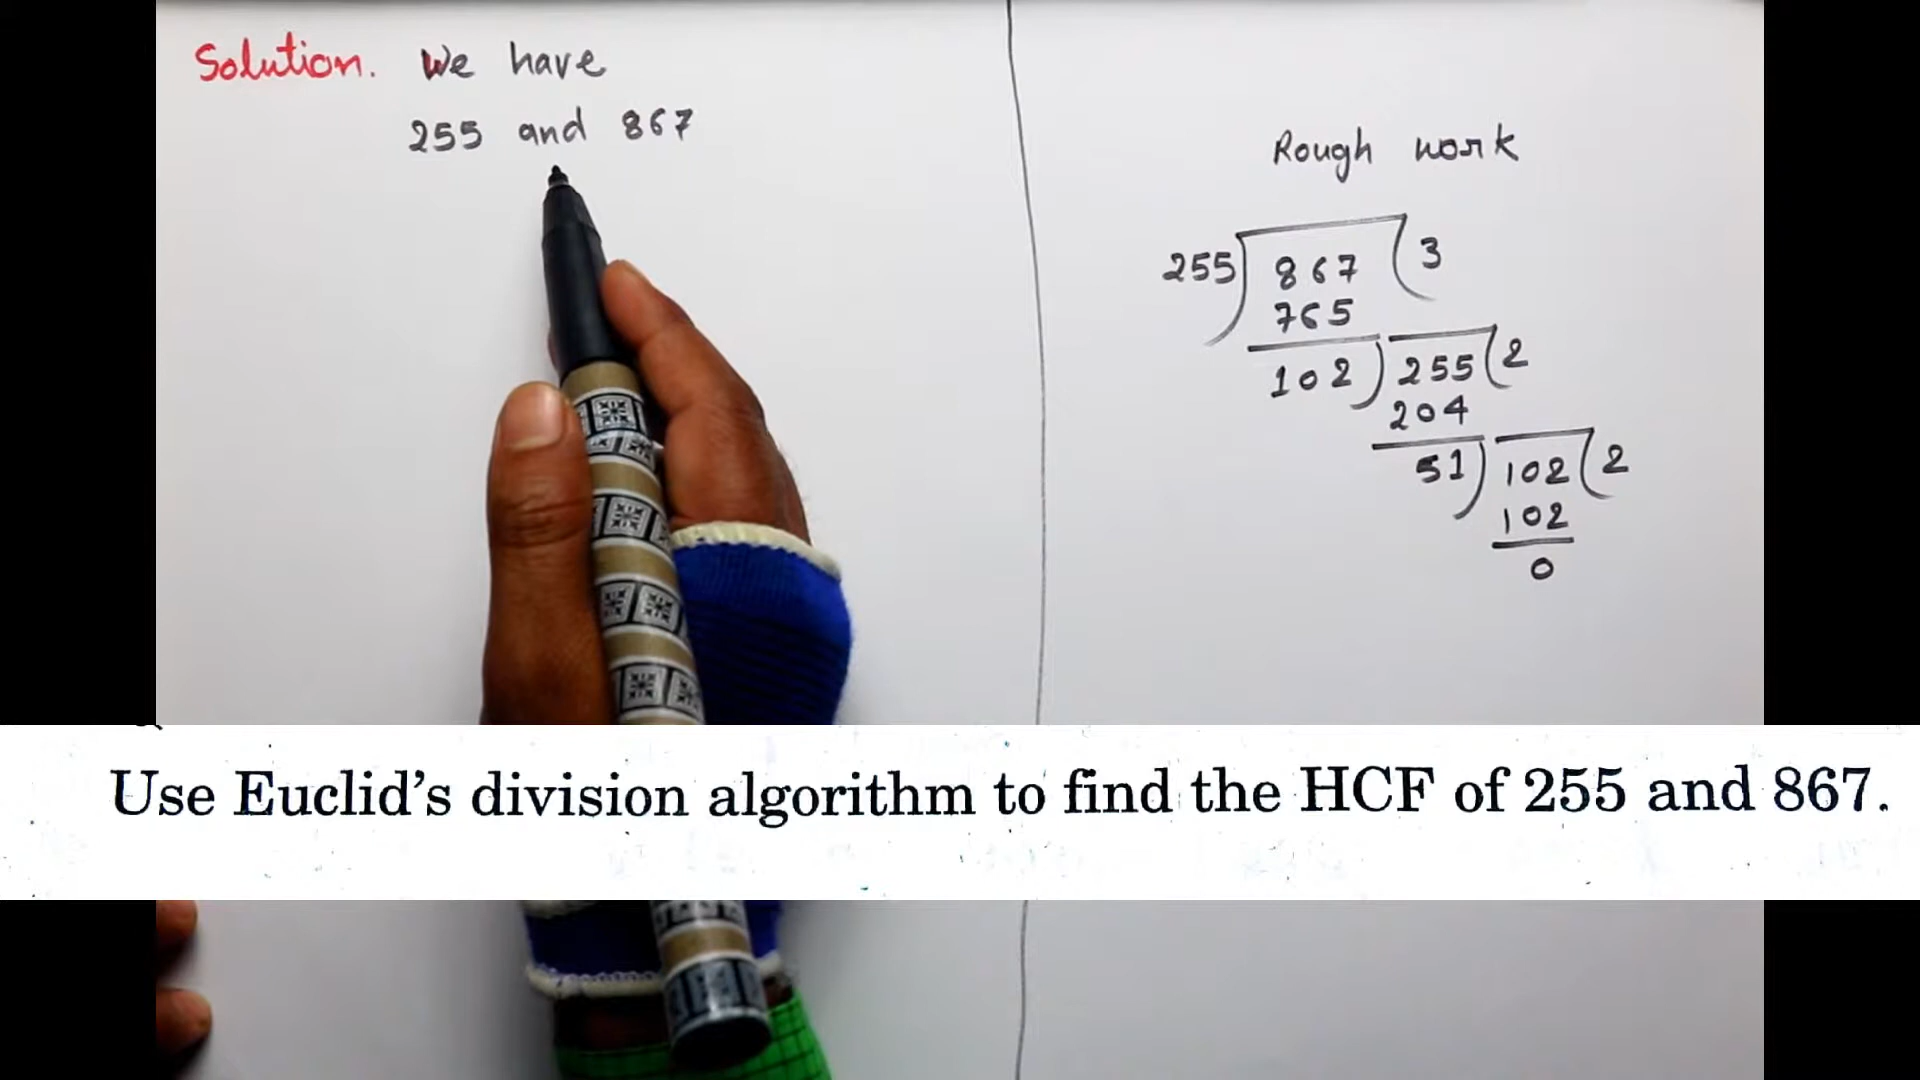 Solution. We have
255 and 867
Rough work
255) 867 (3
765
102) 255 (2
204
51) 102 (2
102
0
Use Euclid's division algorithm to find the HCF of 255 and 867.